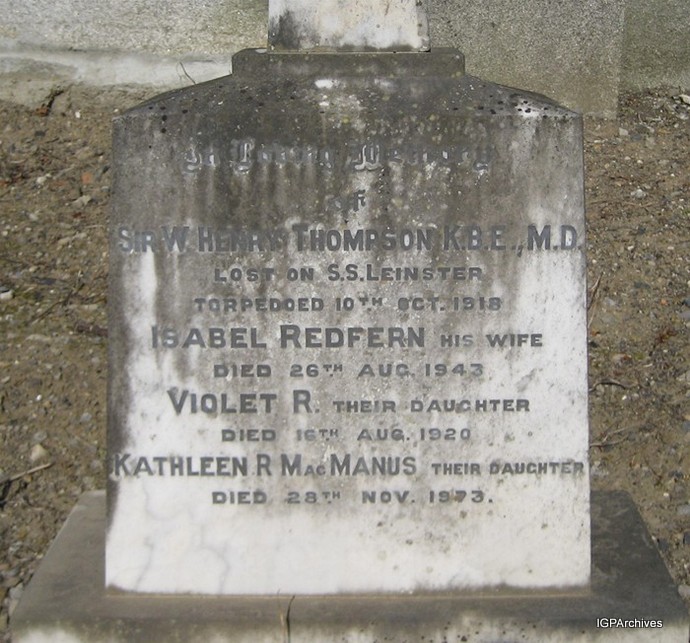 In Loving Memory
of
Sir W. Henry Thompson K.B.E., M.D.
Lost on S.S. Leinster
Torpedoed 10TH Oct. 1918
Isabel Redfern his wife
Died 26TH Aug. 1943
Violet R. their daughter
Died 16TH Aug. 1920
Kathleen R MacManus their daughter
Died 28TH Nov. 1973.
IGPArchives